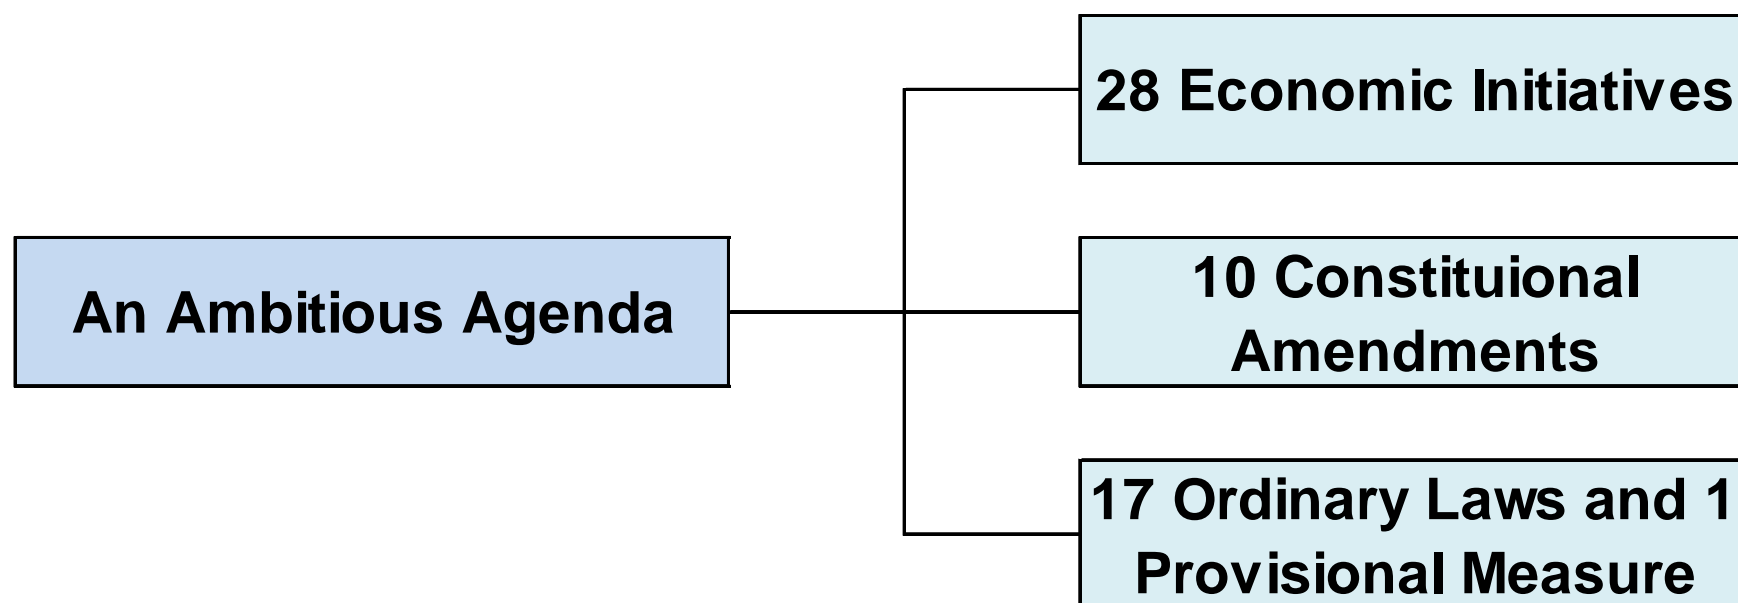 28 Economic Initiatives
An Ambitious Agenda
10 Constituional
Amendments
17 Ordinary Laws and 1
Provisional Measure